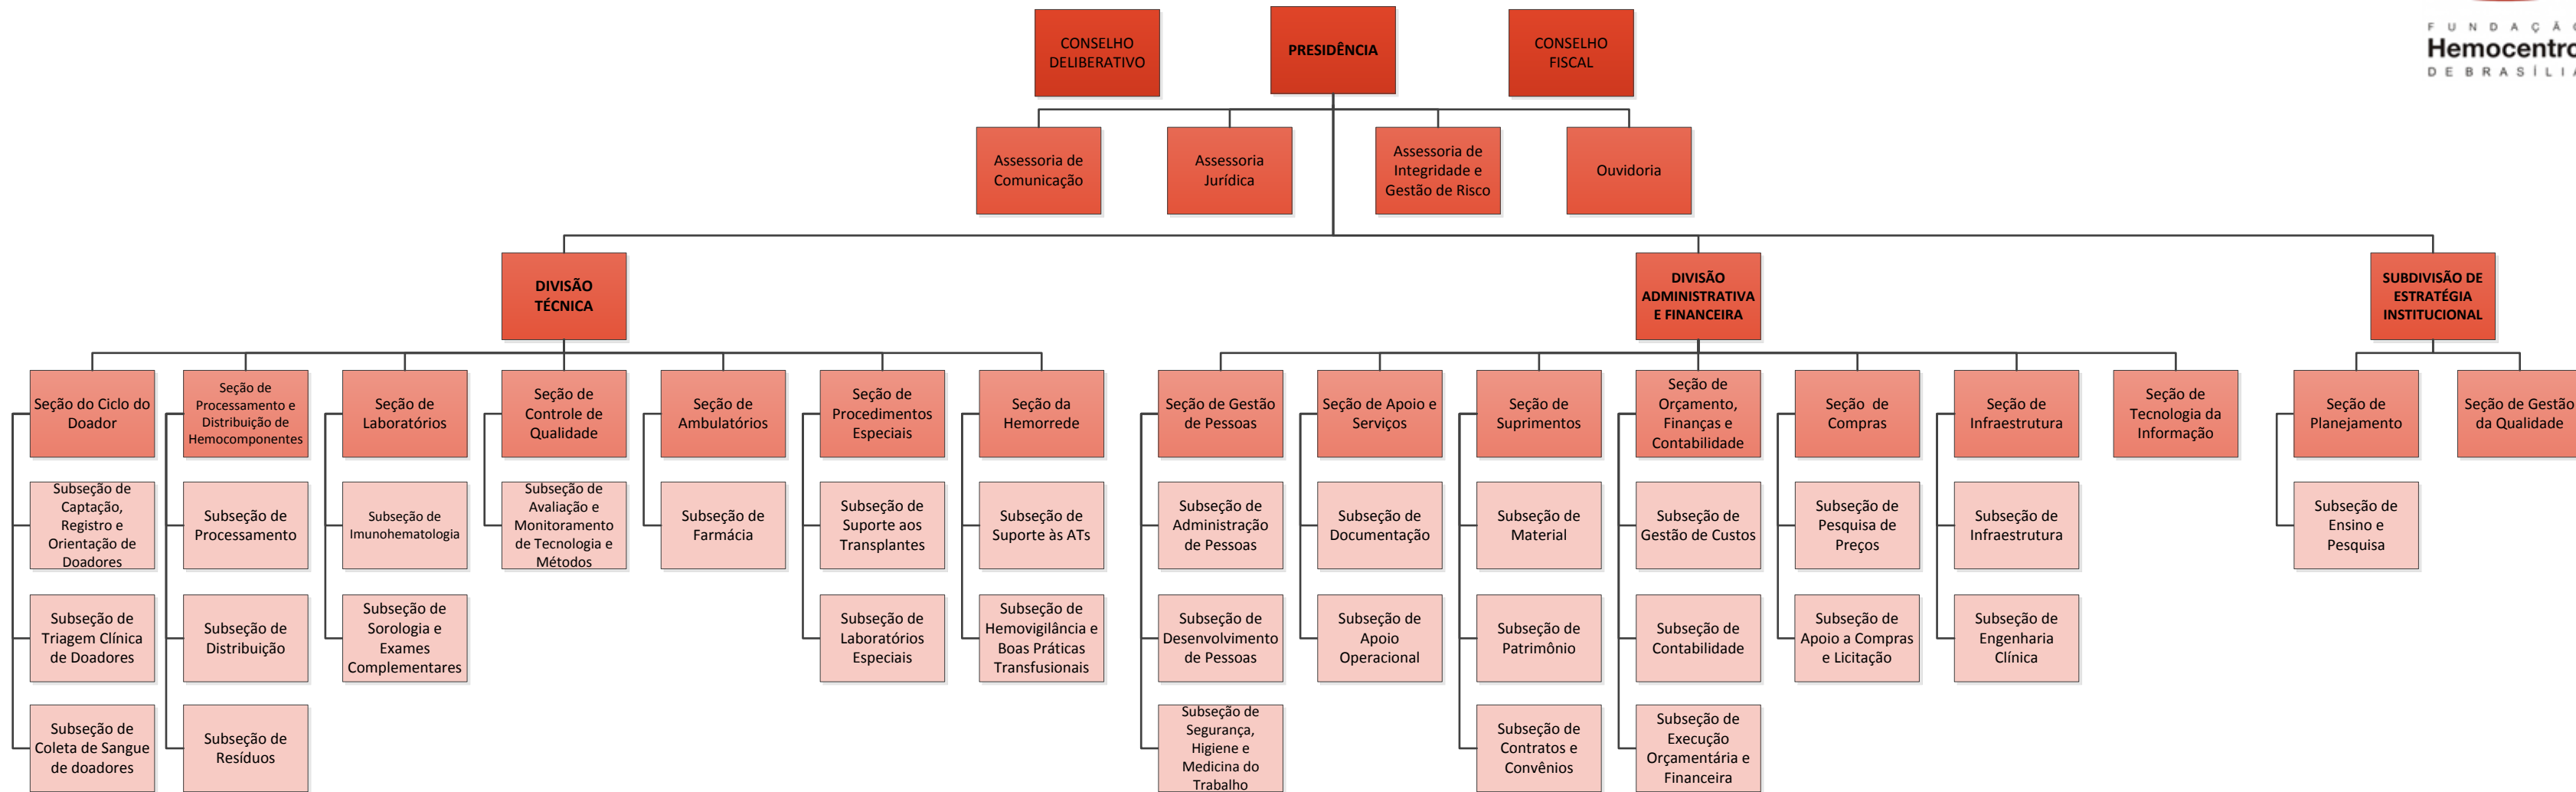 CONSELHO
DELIBERATIVO
PRESIDÊNCIA
CONSELHO
FISCAL
F U N D A Ç Ã O
Hemocentro
D E B R A S Í L I A
Assessoria de
Comunicação
Assessoria
Jurídica
Assessoria de
Integridade e
Gestão de Risco
Ouvidoria
DIVISÃO
TÉCNICA
DIVISÃO
ADMINISTRATIVA
E FINANCEIRA
SUBDIVISÃO DE
ESTRATÉGIA
INSTITUCIONAL
Seção do Ciclo do
Doador
Seção de
Processamento e
Distribuição de
Hemocomponentes
Seção de
Laboratórios
Seção de
Controle de
Qualidade
Seção de
Ambulatórios
Seção de
Procedimentos
Especiais
Seção da
Hemorrede
Seção de Gestão
de Pessoas
Seção de Apoio e
Serviços
Seção de
Suprimentos
Seção de
Orçamento,
Finanças e
Contabilidade
Seção de
Compras
Seção de
Infraestrutura
Seção de
Tecnologia da
Informação
Seção de
Planejamento
Seção de Gestão
da Qualidade
Subseção de
Captação,
Registro e
Orientação de
Doadores
Subseção de
Processamento
Subseção de
Imunohematologia
Subseção de
Avaliação e
Monitoramento
de Tecnologia e
Métodos
Subseção de
Farmácia
Subseção de
Suporte aos
Transplantes
Subseção de
Suporte às ATs
Subseção de
Administração
de Pessoas
Subseção de
Documentação
Subseção de
Material
Subseção de
Gestão de Custos
Subseção de
Pesquisa de
Preços
Subseção de
Infraestrutura
Subseção de
Ensino e
Pesquisa
Subseção de
Triagem Clínica
de Doadores
Subseção de
Distribuição
Subseção de
Sorologia e
Exames
Complementares
Subseção de
Laboratórios
Especiais
Subseção de
Hemovigilância e
Boas Práticas
Transfusionais
Subseção de
Desenvolvimento
de Pessoas
Subseção de
Apoio
Operacional
Subseção de
Patrimônio
Subseção de
Contabilidade
Subseção de
Apoio a Compras
e Licitação
Subseção de
Engenharia
Clínica
Subseção de
Coleta de Sangue
de doadores
Subseção de
Resíduos
Subseção de
Segurança,
Higiene e
Medicina do
Trabalho
Subseção de
Contratos e
Convênios
Subseção de
Execução
Orçamentária e
Financeira